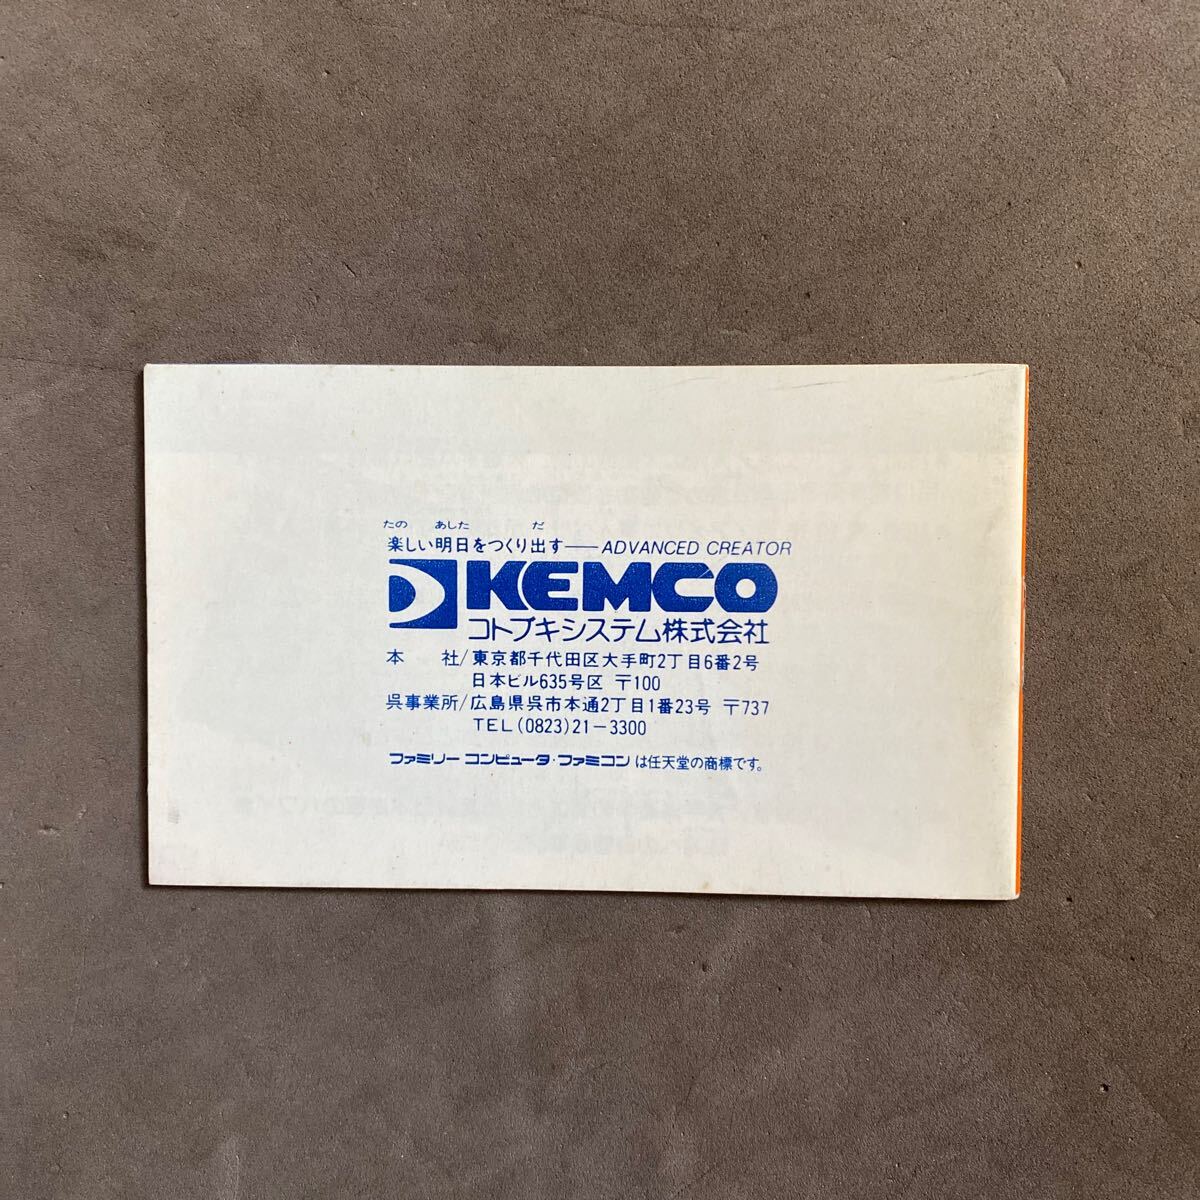 たの あした だ
楽しい明日をつくり出す——ADVANCED CREATOR
KEMCO
コトブキシステム株式会社
本 社/東京都千代田区大手町2丁目6番2号
日本ビル635号区 〒100
呉事業所/広島県呉市本通2丁目1番23号 〒737
TEL(0823)21-3300
ファミリー コンピュータ・ファミコン は任天堂の商標です。